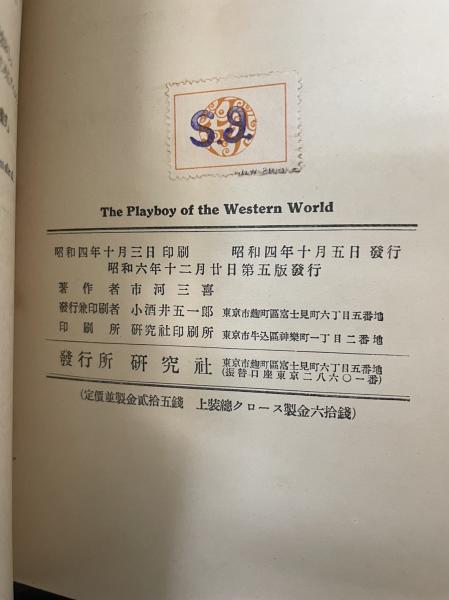 S.I.
The Playboy of the Western World
昭和四年十月三日 印刷 昭和四年十月五日 發行
昭和六年十二月廿日第五版發行
著作者 市河三喜
發行兼印刷者 小酒井五一郎 東京市麴町區富士見町六丁目五番地
印刷所 硏究社印刷所 東京市牛込區神樂町一丁目二番地
發行所 硏究社 東京市麴町區富士見町六丁目五番地
(振替口座東京二八六〇一番)
(定價並製金貳拾五錢 上裝總クロース製金六拾錢)